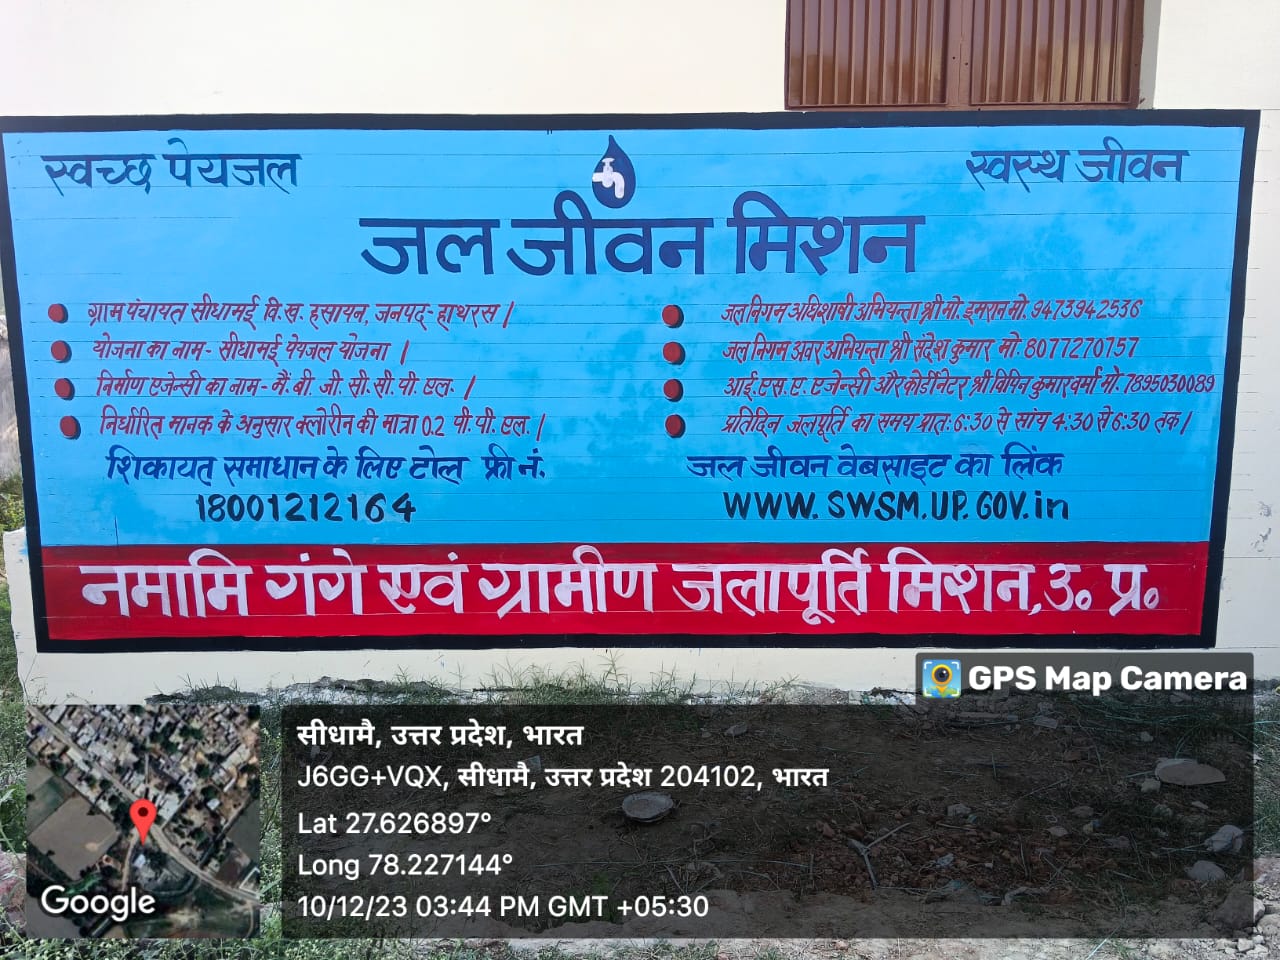 स्वच्छ पेयजल
स्वस्थ जीवन
जल जीवन मिशन
ग्राम पंचायत सीधामई वि.ख. हसायन, जनपद- हाथरस।
योजना का नाम- सीधामई पेयजल योजना ।
निर्माण एजेन्सी का नाम- मैं. बी. जी. सी. सी. पी. एल. ।
निर्धारित मानक के अनुसार क्लोरीन की मात्रा 0.2 पी. पी. एल. ।
शिकायत समाधान के लिए टोल फ्री नं.
18001212164
जल निगम अधिशाषी अभियन्ता श्री मो. इमरान मो. 9473942536
जल निगम अवर अभियन्ता श्री संदेश कुमार मो. 8077270757
आई. एस. ए. एजेन्सी और कोर्डीनेटर श्री विपिन कुमार वर्मा मो. 7895030089
प्रतिदिन जलपूर्ति का समय प्रातः 6:30 से सांय 4:30 से 6:30 तक।
जल जीवन वेबसाइट का लिंक
WWW.SWSM.UP.GOV.in
नमामि गंगे एवं ग्रामीण जलापूर्ति मिशन, उ॰ प्र॰
GPS Map Camera
सीधामै, उत्तर प्रदेश, भारत
J6GG+VQX, सीधामै, उत्तर प्रदेश 204102, भारत
Lat 27.626897°
Long 78.227144°
10/12/23 03:44 PM GMT +05:30
Google